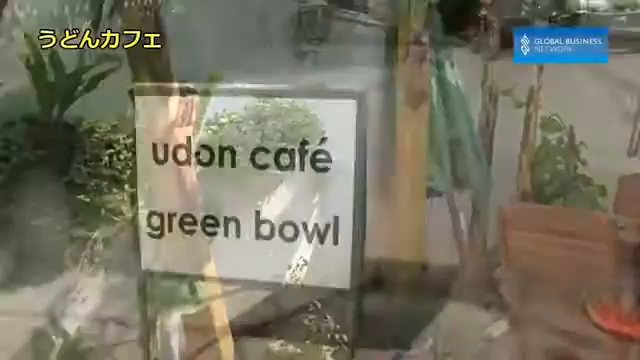 うどんカフェ
GLOBAL BUSINESS
NETWORK
udon café
green bowl